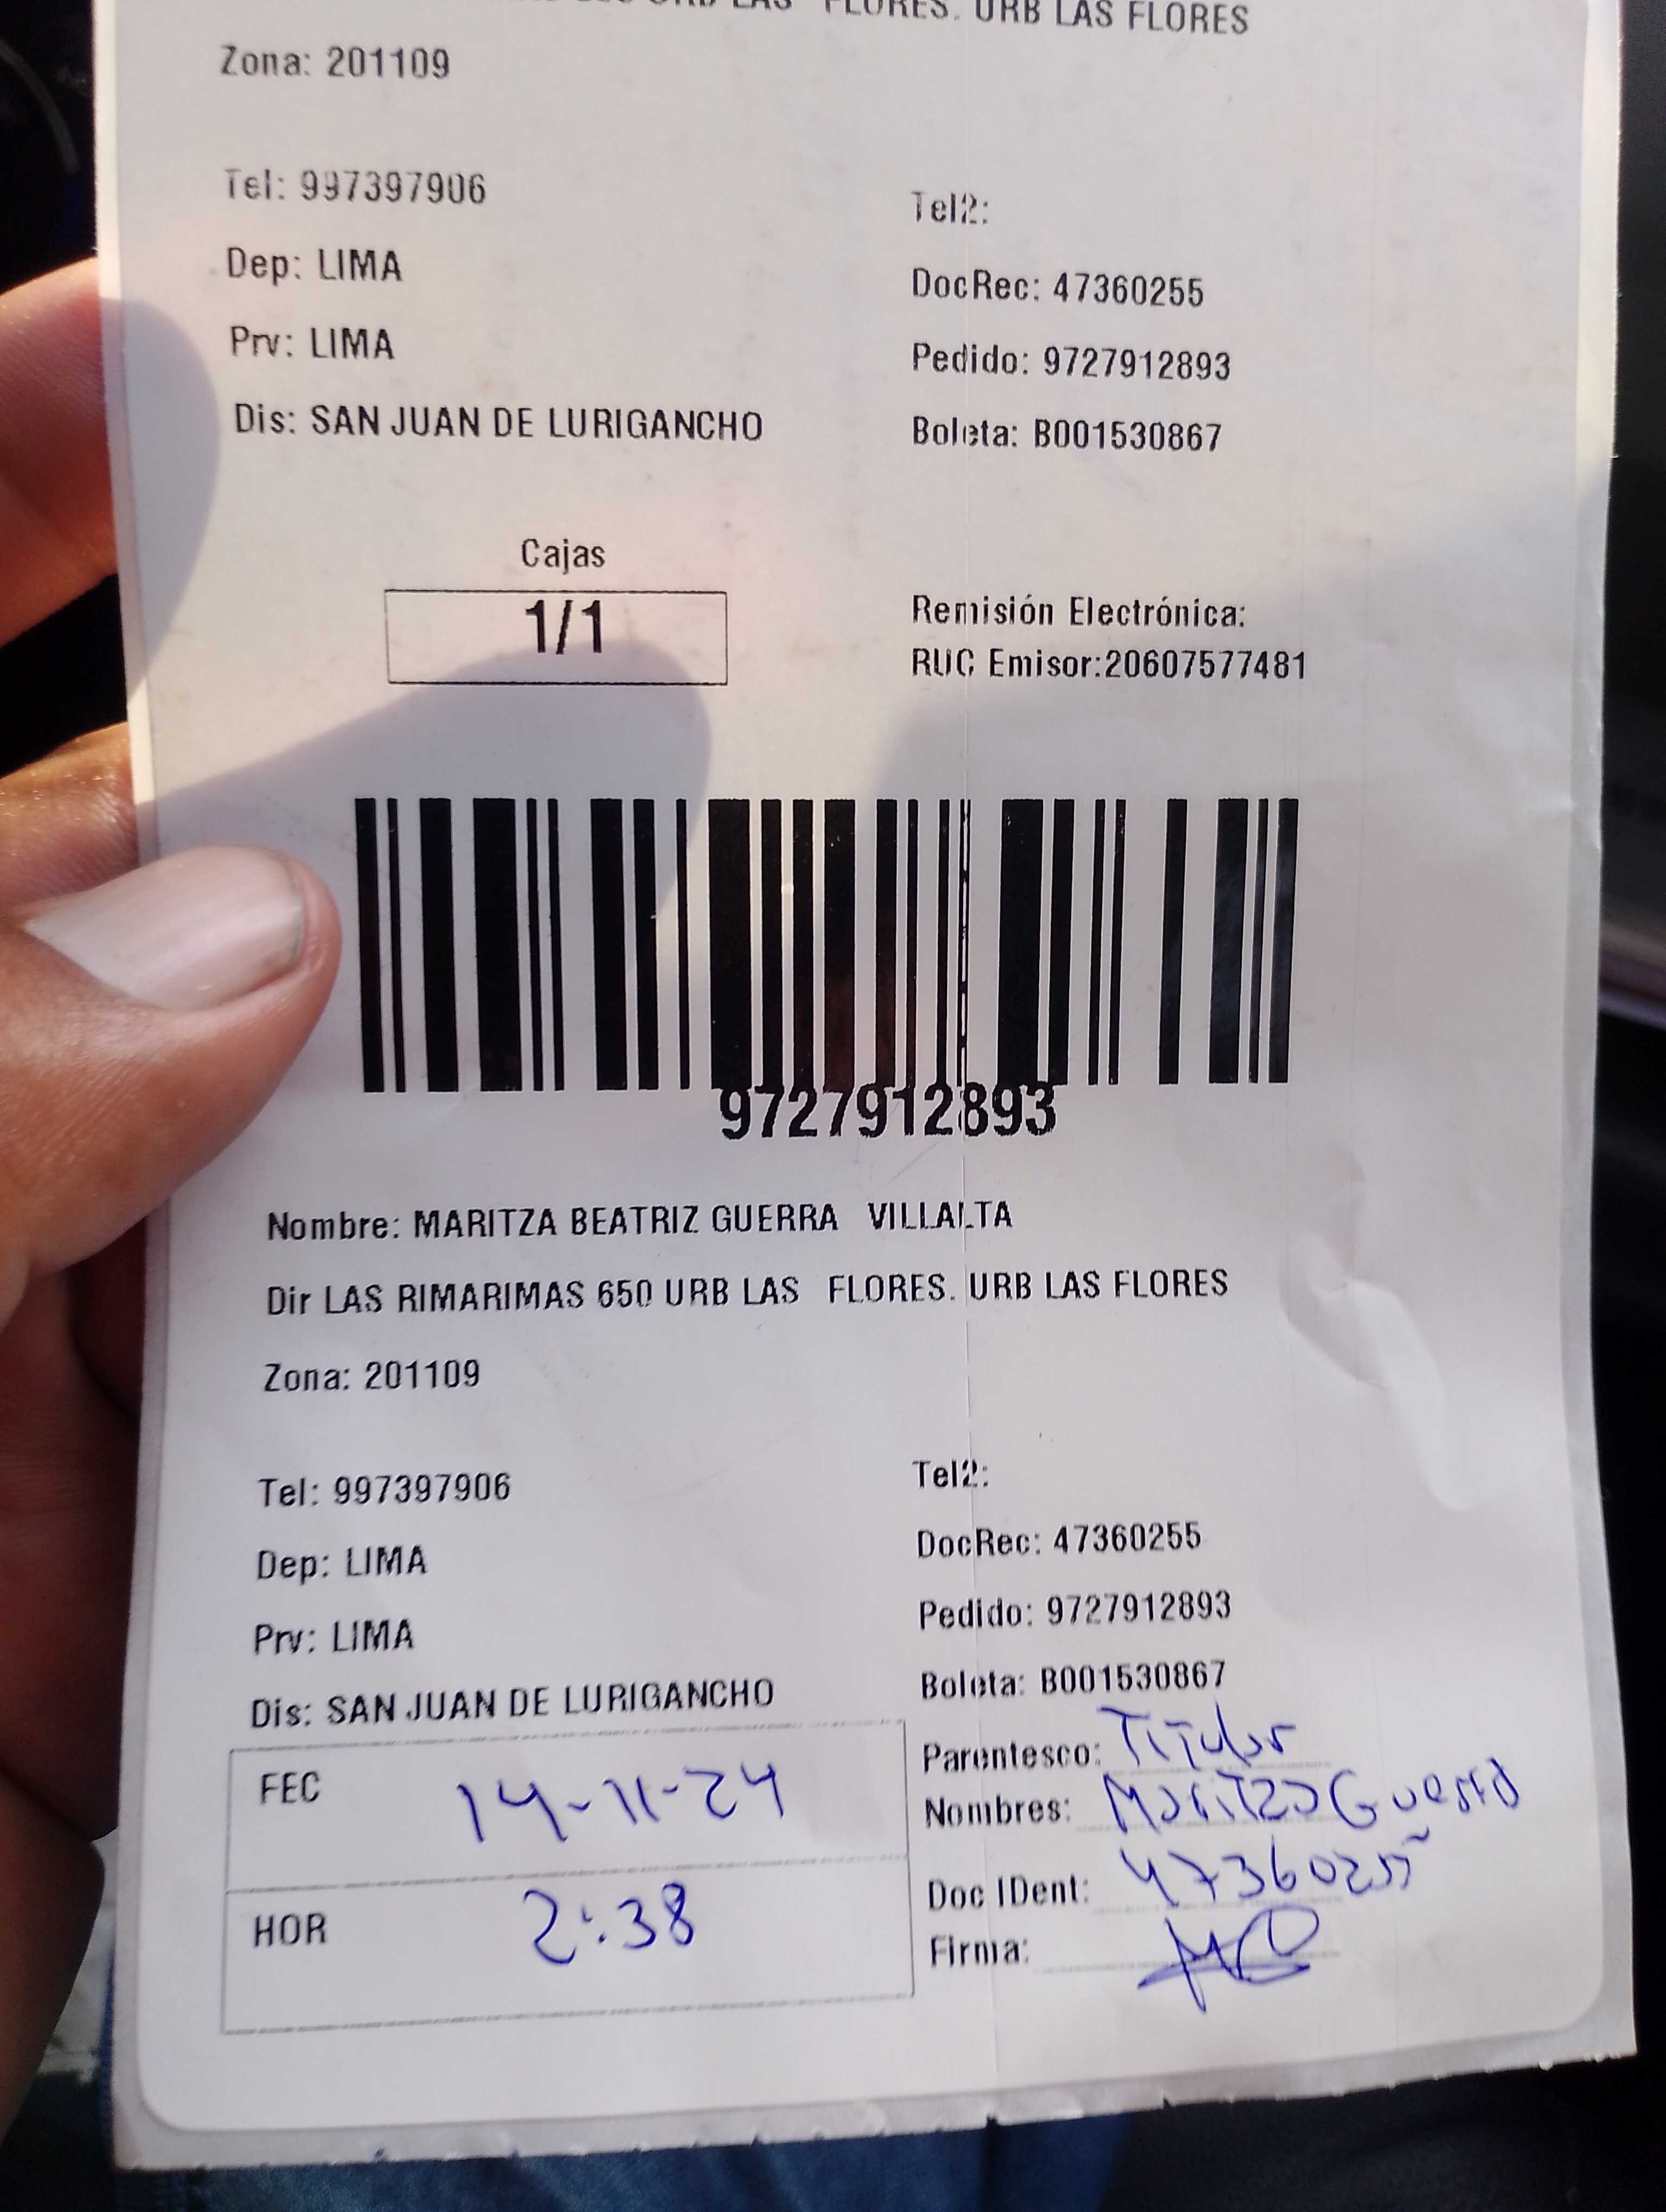 URB LAS FLORES. URB LAS FLORES
Zona: 201109
Tel: 997397906
Tel2:
Dep: LIMA
DocRec: 47360255
Prv: LIMA
Pedido: 9727912893
Dis: SAN JUAN DE LURIGANCHO
Boleta: B001530867
Cajas
1/1
Remisión Electrónica:
RUC Emisor:20607577481
9727912893
Nombre: MARITZA BEATRIZ GUERRA VILLALTA
Dir LAS RIMARIMAS 650 URB LAS FLORES. URB LAS FLORES
Zona: 201109
Tel: 997397906
Tel2:
Dep: LIMA
DocRec: 47360255
Prv: LIMA
Pedido: 9727912893
Dis: SAN JUAN DE LURIGANCHO
Boleta: B001530867
Parentesco: Titular
FEC 14-11-24
Nombres: Maritza Guerra
Doc IDent: 47360255
HOR 2:38
Firma: